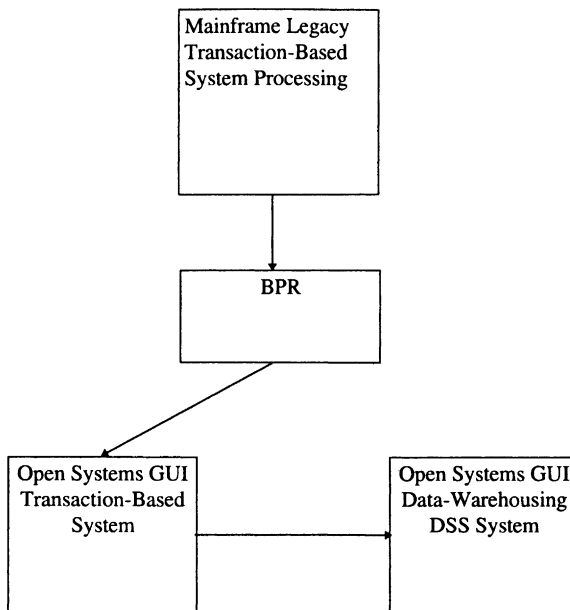 Mainframe Legacy
Transaction-Based
System Processing
BPR
Open Systems GUI
Transaction-Based
System
Open Systems GUI
Data-Warehousing
DSS System